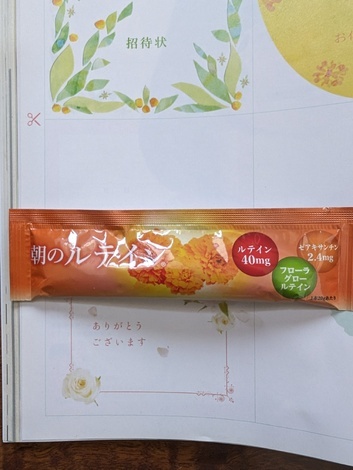 招待状
朝のルテイン
ルテイン
40mg
ゼアキサンチン
2.4mg
フローラ
グロー
ルテイン
ありがとう
ございます